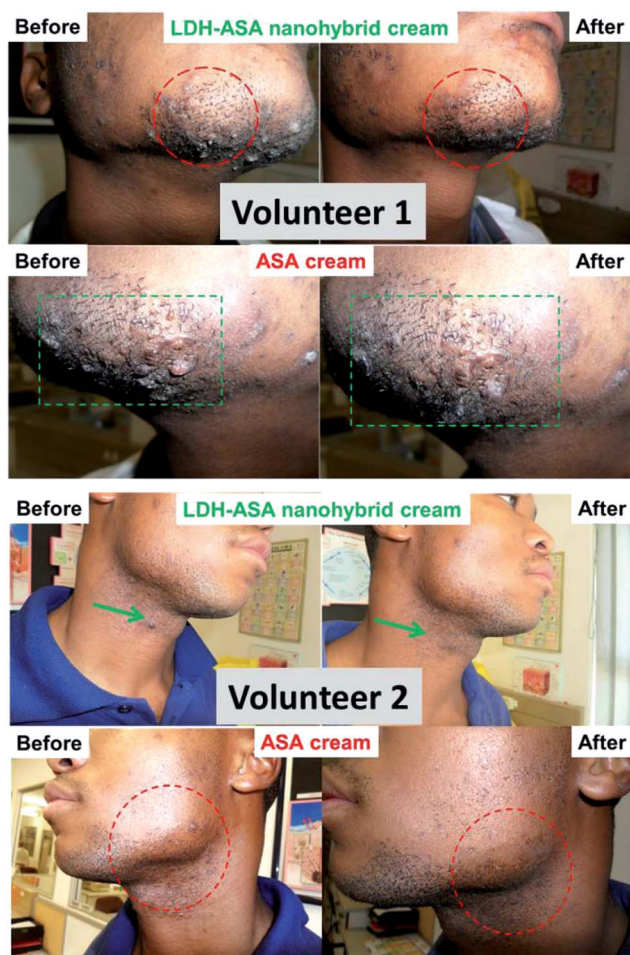 Before LDH-ASA nanohybrid cream After
Volunteer 1
Before ASA cream After
Before LDH-ASA nanohybrid cream After
Volunteer 2
Before ASA cream After